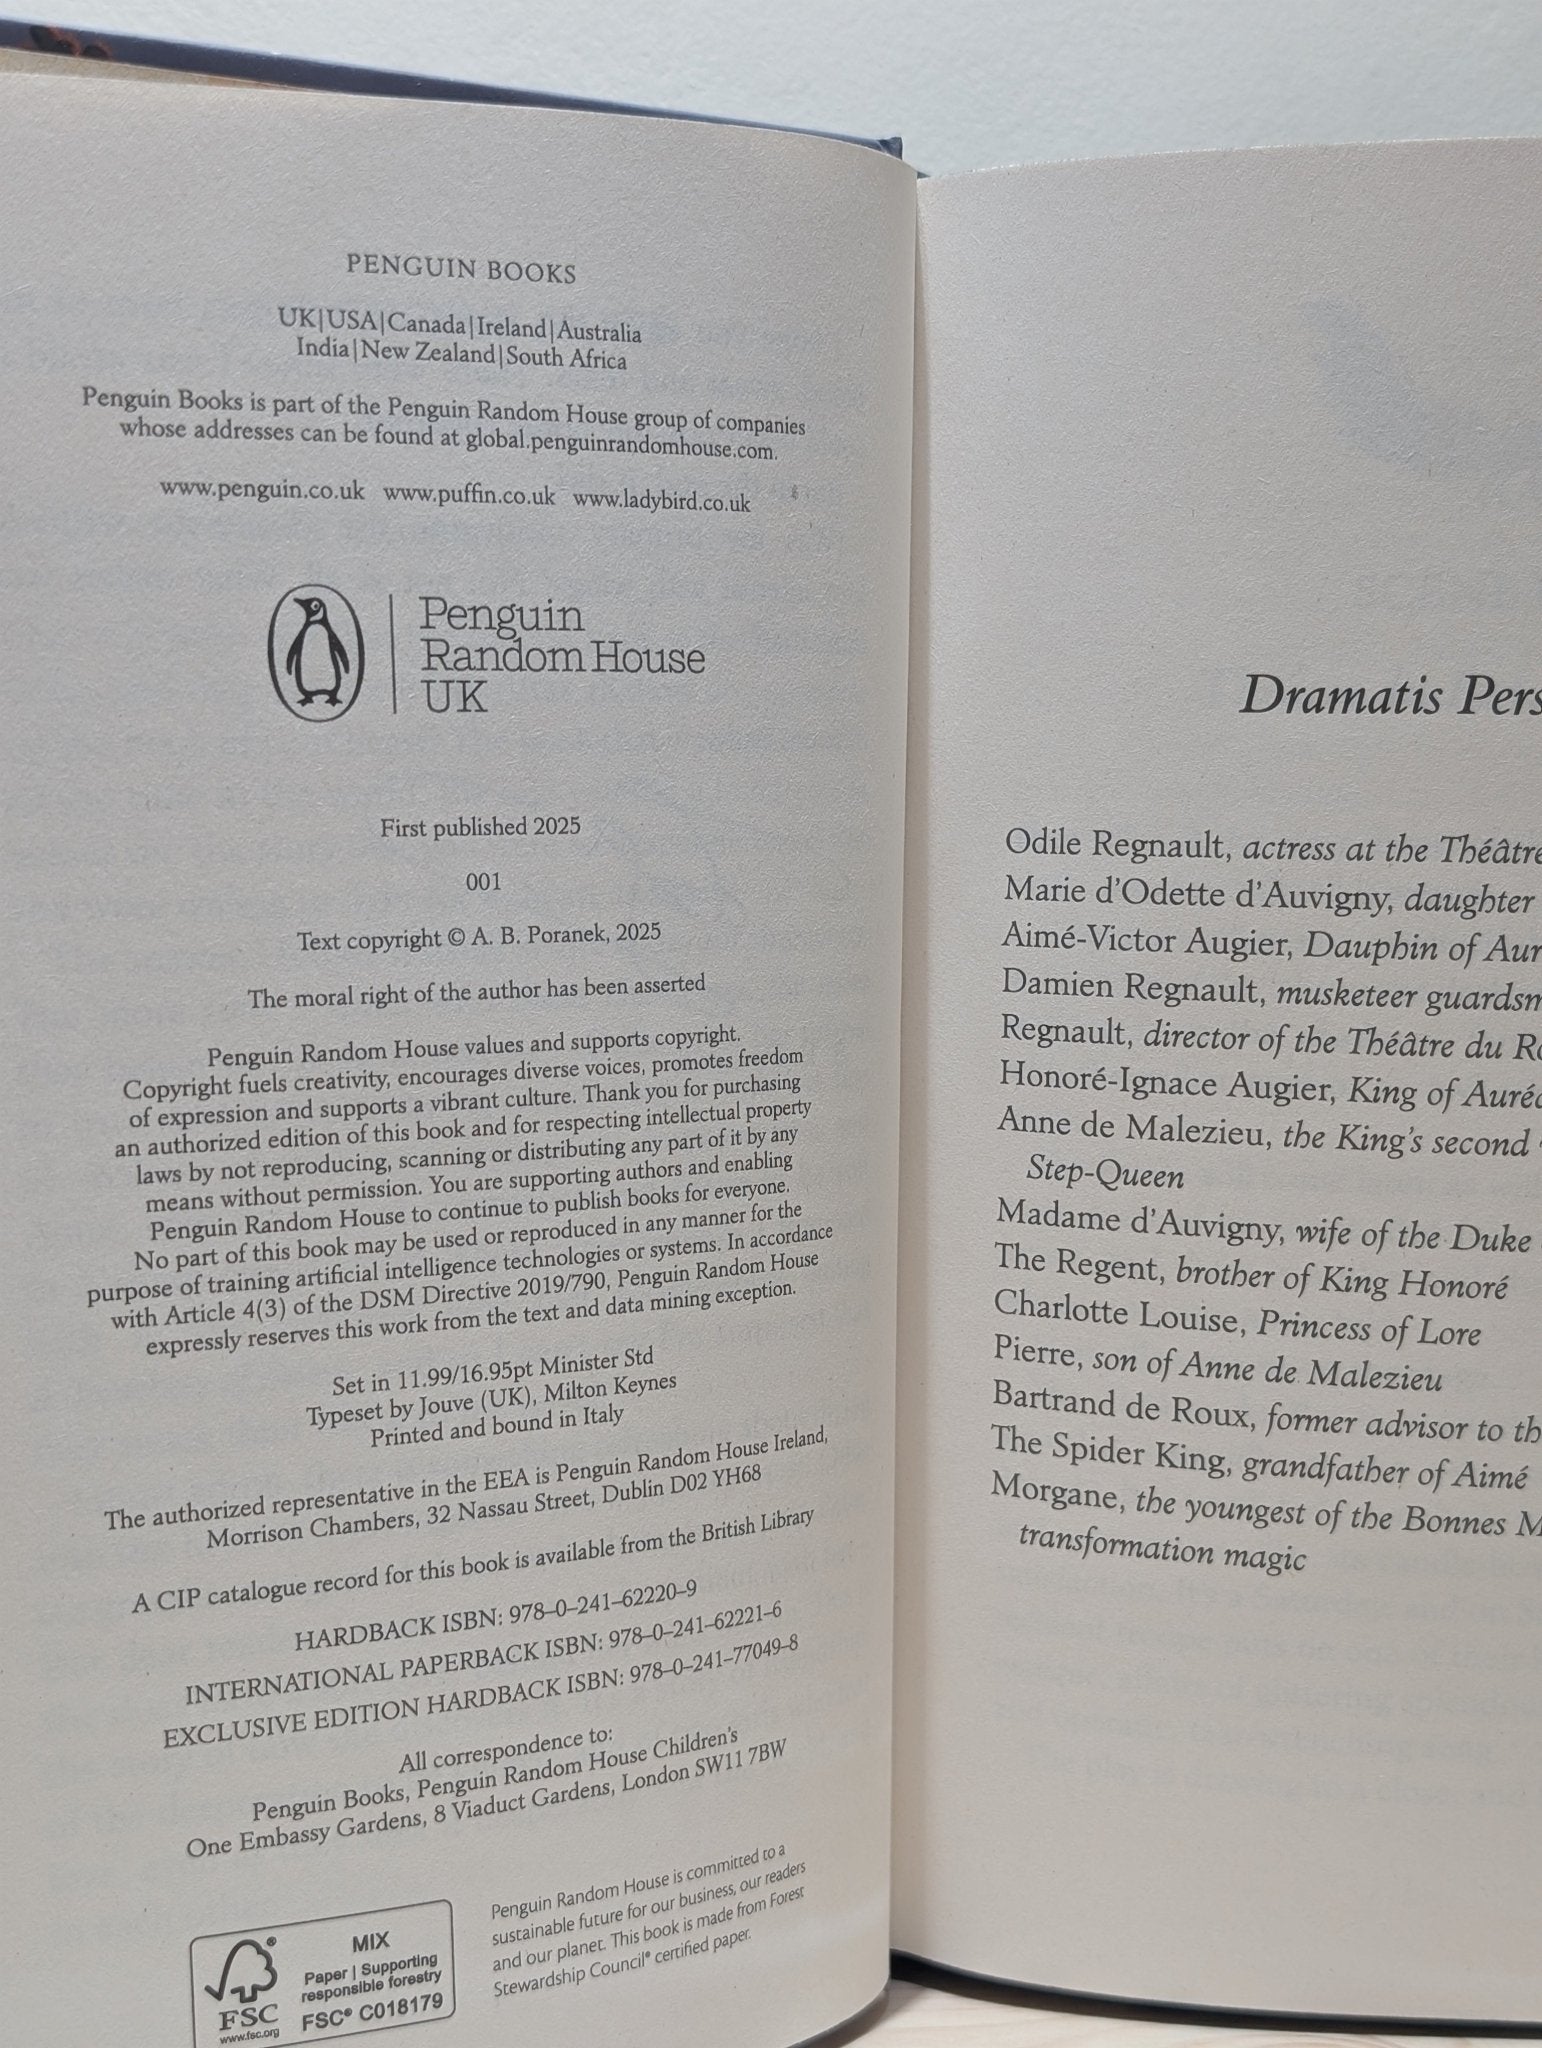 PENGUIN BOOKS
UK|USA|Canada|Ireland|Australia
India|New Zealand|South Africa
Penguin Books is part of the Penguin Random House group of companies
whose addresses can be found at global.penguinrandomhouse.com.
www.penguin.co.uk www.puffin.co.uk www.ladybird.co.uk
Penguin
Random House
UK
First published 2025
001
Text copyright © A. B. Poranek, 2025
The moral right of the author has been asserted
Penguin Random House values and supports copyright.
Copyright fuels creativity, encourages diverse voices, promotes freedom
of expression and supports a vibrant culture. Thank you for purchasing
an authorized edition of this book and for respecting intellectual property
laws by not reproducing, scanning or distributing any part of it by any
means without permission. You are supporting authors and enabling
Penguin Random House to continue to publish books for everyone.
No part of this book may be used or reproduced in any manner for the
purpose of training artificial intelligence technologies or systems. In accordance
with Article 4(3) of the DSM Directive 2019/790, Penguin Random House
expressly reserves this work from the text and data mining exception.
Set in 11.99/16.95pt Minister Std
Typeset by Jouve (UK), Milton Keynes
Printed and bound in Italy
The authorized representative in the EEA is Penguin Random House Ireland,
Morrison Chambers, 32 Nassau Street, Dublin D02 YH68
A CIP catalogue record for this book is available from the British Library
HARDBACK ISBN: 978–0–241–62220–9
INTERNATIONAL PAPERBACK ISBN: 978–0–241–62221–6
EXCLUSIVE EDITION HARDBACK ISBN: 978–0–241–77049–8
All correspondence to:
Penguin Books, Penguin Random House Children's
One Embassy Gardens, 8 Viaduct Gardens, London SW11 7BW
FSC
www.fsc.org
MIX
Paper | Supporting
responsible forestry
FSC® C018179
Penguin Random House is committed to a
sustainable future for our business, our readers
and our planet. This book is made from Forest
Stewardship Council® certified paper.
Dramatis Pers
Odile Regnault, actress at the Théâtre
Marie d'Odette d'Auvigny, daughter
Aimé-Victor Augier, Dauphin of Aur
Damien Regnault, musketeer guardsm
Regnault, director of the Théâtre du Ro
Honoré-Ignace Augier, King of Auréc
Anne de Malezieu, the King's second
Step-Queen
Madame d'Auvigny, wife of the Duke
The Regent, brother of King Honoré
Charlotte Louise, Princess of Lore
Pierre, son of Anne de Malezieu
Bartrand de Roux, former advisor to th
The Spider King, grandfather of Aimé
Morgane, the youngest of the Bonnes M
transformation magic